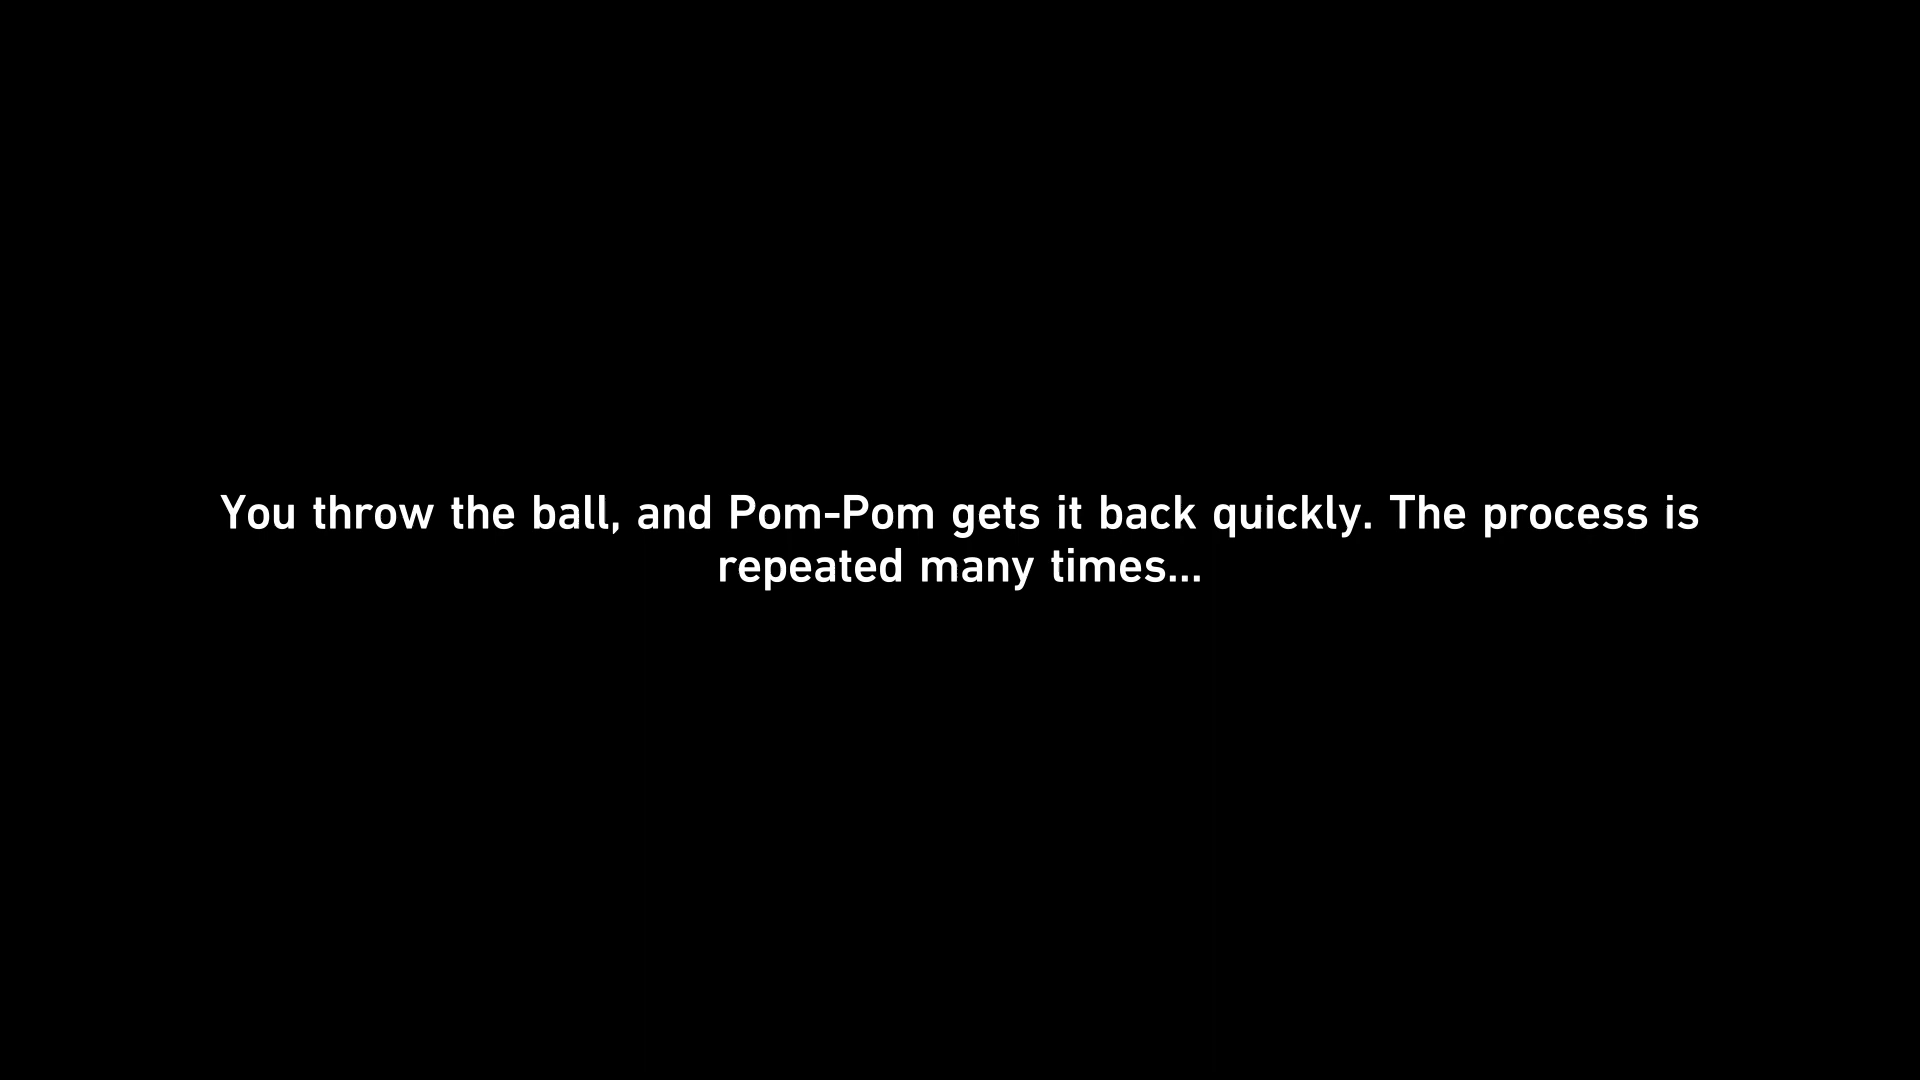 You throw the ball, and Pom-Pom gets it back quickly. The process is
repeated many times...